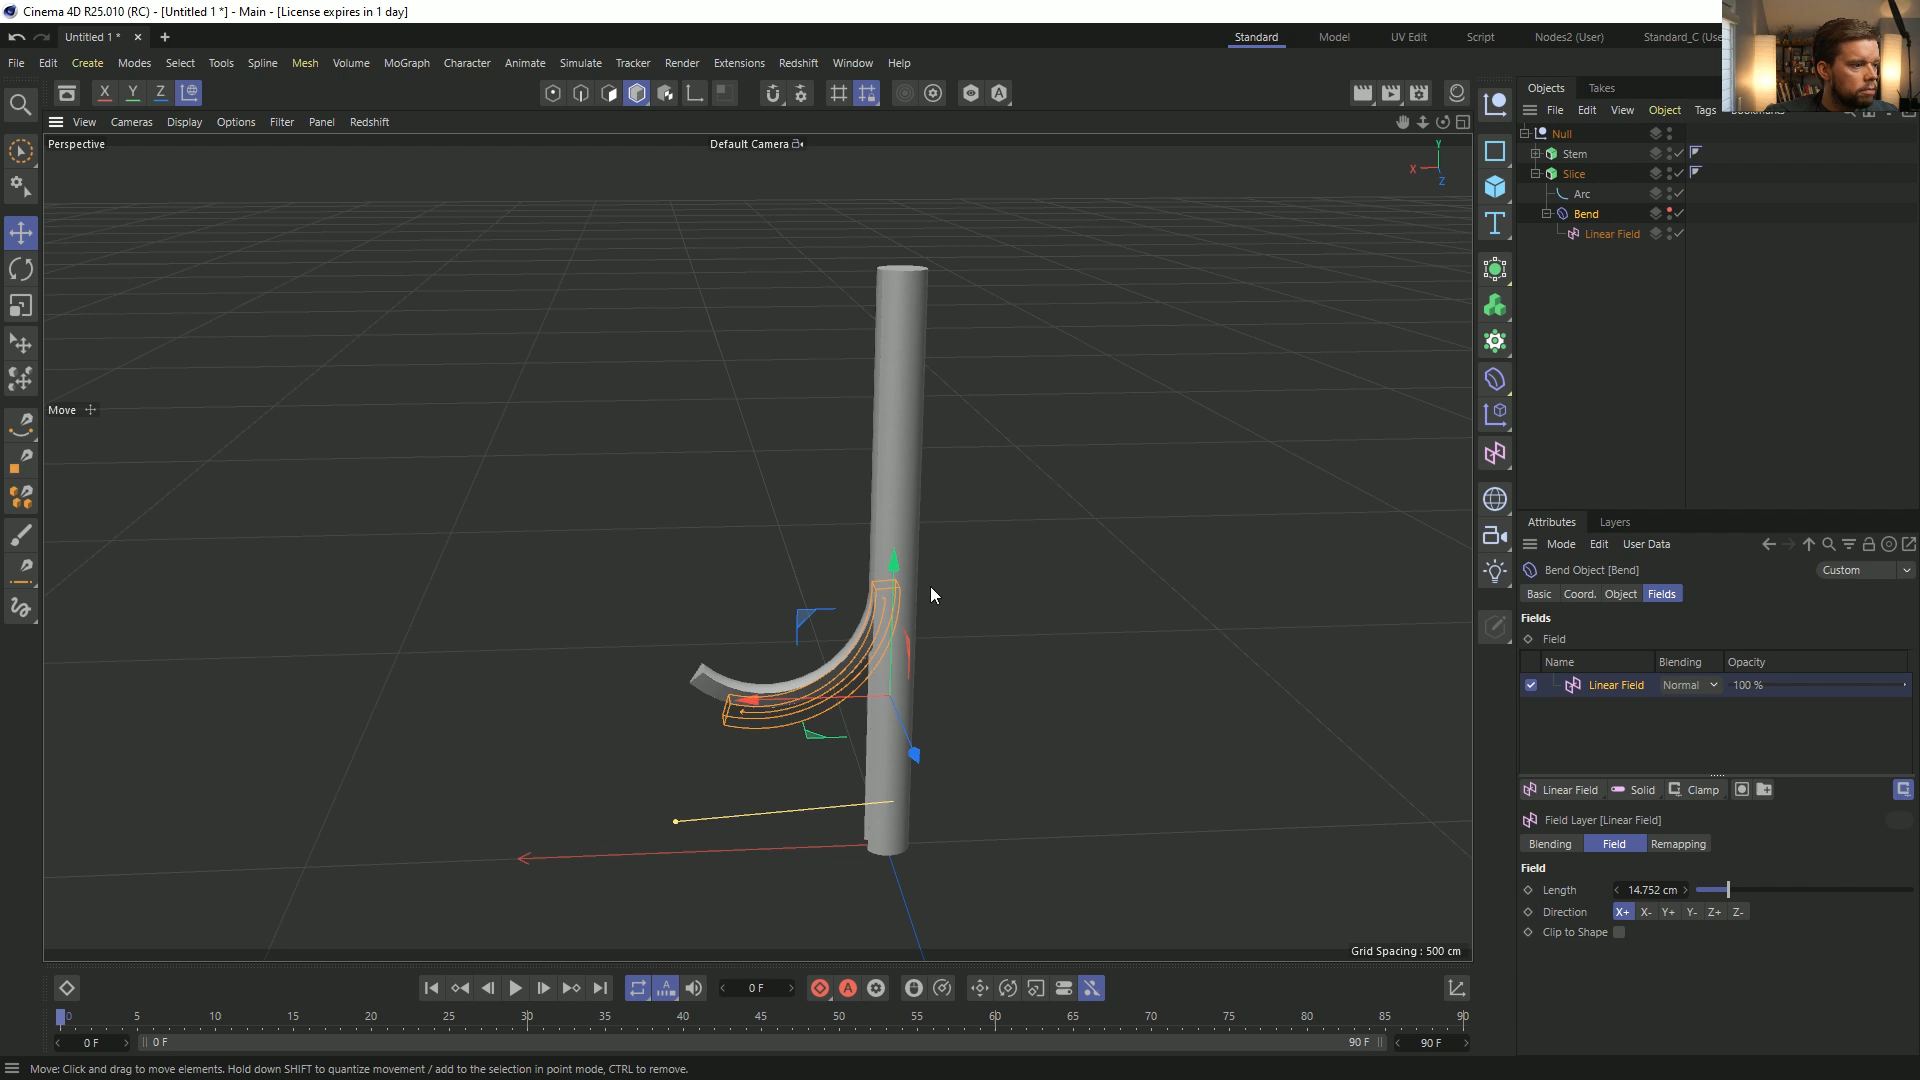 Cinema 4D R25.010 (RC) - [Untitled 1 *] - Main - [License expires in 1 day]
Untitled 1 *
Standard Model UV Edit Script Nodes2 (User) Standard_C (Use
File Edit Create Modes Select Tools Spline Mesh Volume MoGraph Character Animate Simulate Tracker Render Extensions Redshift Window Help
X Y Z
Objects Takes
File Edit View Object Tags
View Cameras Display Options Filter Panel Redshift
Perspective
Default Camera
Y
X
Z
Null
Stem
Slice
Arc
Bend
Linear Field
Move
Attributes Layers
Mode Edit User Data
Bend Object [Bend]
Custom
Basic Coord. Object Fields
Fields
Field
Name Blending Opacity
Linear Field Normal 100 %
Linear Field Solid Clamp
Field Layer [Linear Field]
Blending Field Remapping
Field
Length 14.752 cm
Direction X+ X- Y+ Y- Z+ Z-
Clip to Shape
Grid Spacing : 500 cm
0 F
0 5 10 15 20 25 30 35 40 45 50 55 60 65 70 75 80 85 90
0 F 0 F 90 F 90 F
Move: Click and drag to move elements. Hold down SHIFT to quantize movement / add to the selection in point mode, CTRL to remove.